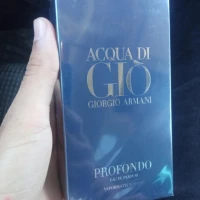 ACQUA DI
GIÒ
GIORGIO ARMANI
PROFONDO
EAU DE PARFUM